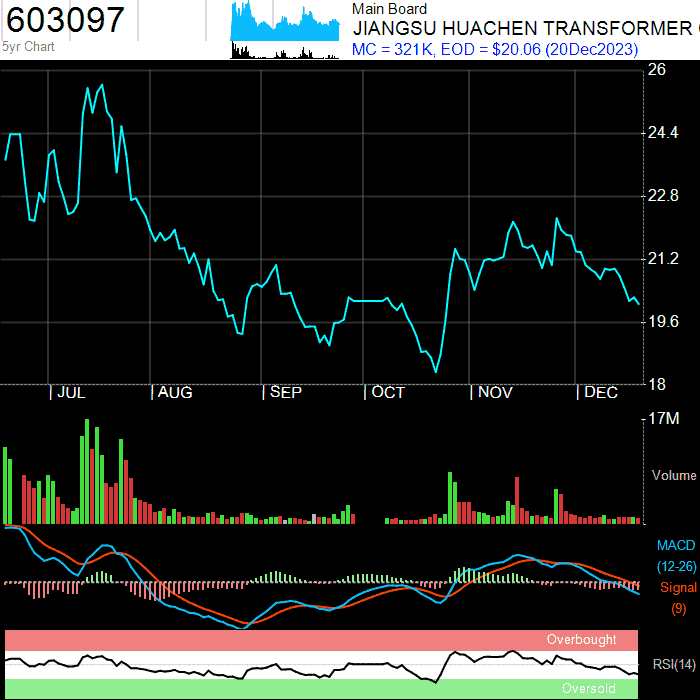 603097
5yr Chart
Main Board
JIANGSU HUACHEN TRANSFORMER
MC = 321K, EOD = $20.06 (20Dec2023)
26
24.4
22.8
21.2
19.6
18
| JUL | AUG | SEP | OCT | NOV | DEC
17M
Volume
MACD
(12-26)
Signal
(9)
Overbought
RSI(14)
Oversold